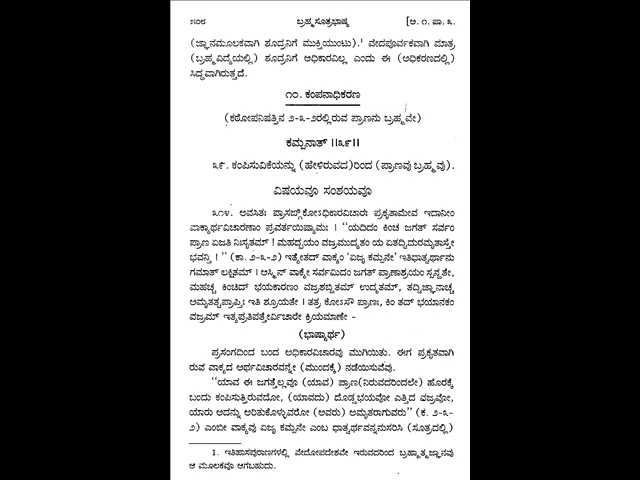 ೫೦೮ ಬ್ರಹ್ಮಸೂತ್ರಭಾಷ್ಯ [ಅ. ೧. ಪಾ. ೩.
(ಜ್ಞಾನಮೂಲಕವಾಗಿ ಶೂದ್ರನಿಗೆ ಮುಕ್ತಿಯುಂಟು).¹ ವೇದಪೂರ್ವಕವಾಗಿ ಮಾತ್ರ
(ಬ್ರಹ್ಮವಿದ್ಯೆಯಲ್ಲಿ) ಶೂದ್ರನಿಗೆ ಅಧಿಕಾರವಿಲ್ಲ ಎಂದು ಈ (ಅಧಿಕರಣದಲ್ಲಿ)
ಸಿದ್ಧವಾಗಿರುತ್ತದೆ.
೧೦. ಕಂಪನಾಧಿಕರಣ
(ಕಠೋಪನಿಷತ್ತಿನ ೨-೩-೨ರಲ್ಲಿರುವ ಪ್ರಾಣನು ಬ್ರಹ್ಮವೇ)
ಕಮ್ಪನಾತ್ ॥೩೯॥
೩೯. ಕಂಪಿಸುವಿಕೆಯನ್ನು (ಹೇಳಿರುವದ)ರಿಂದ (ಪ್ರಾಣವು ಬ್ರಹ್ಮವು).
ವಿಷಯವೂ ಸಂಶಯವೂ
೩೧೪. ಅವಸಿತಃ ಪ್ರಾಸಙ್ಗಿಕೋಽಧಿಕಾರವಿಚಾರಃ ಪ್ರಕೃತಾಮೇವ ಇದಾನೀಂ
ವಾಕ್ಯಾರ್ಥವಿಚಾರಣಾಂ ಪ್ರವರ್ತಯಿಷ್ಯಾಮಃ । “ಯದಿದಂ ಕಿಂಚ ಜಗತ್ ಸರ್ವಂ
ಪ್ರಾಣ ಏಜತಿ ನಿಃಸೃತಮ್ । ಮಹದ್ಭಯಂ ವಜ್ರಮುದ್ಯತಂ ಯ ಏತದ್ವಿದುರಮೃತಾಸ್ತೇ
ಭವನ್ತಿ । ” (ಕಾ. ೨-೩-೨) ಇತ್ಯೇತದ್ ವಾಕ್ಯಂ ‘ಏಜೃ ಕಮ್ಪನೇ’ ಇತಿಧಾತ್ವರ್ಥಾನು
ಗಮಾತ್ ಲಕ್ಷಿತಮ್ । ಅಸ್ಮಿನ್ ವಾಕ್ಯೇ ಸರ್ವಮಿದಂ ಜಗತ್ ಪ್ರಾಣಾಶ್ರಯಂ ಸ್ಪನ್ದತೇ,
ಮಹಚ್ಚ ಕಿಂಚಿದ್ ಭಯಕಾರಣಂ ವಜ್ರಶಬ್ದಿತಮ್ ಉದ್ಯತಮ್, ತದ್ವಿಜ್ಞಾನಾಚ್ಚ
ಅಮೃತತ್ವಪ್ರಾಪ್ತಿಃ ಇತಿ ಶ್ರೂಯತೇ । ತತ್ರ ಕೋಽಸೌ ಪ್ರಾಣಃ, ಕಿಂ ತದ್ ಭಯಾನಕಂ
ವಜ್ರಮ್ ಇತ್ಯಪ್ರತಿಪತ್ತೇರ್ವಿಚಾರೇ ಕ್ರಿಯಮಾಣೇ -
(ಭಾಷ್ಯಾರ್ಥ)
ಪ್ರಸಂಗದಿಂದ ಬಂದ ಅಧಿಕಾರವಿಚಾರವು ಮುಗಿಯಿತು. ಈಗ ಪ್ರಕೃತವಾಗಿ
ರುವ ವಾಕ್ಯದ ಅರ್ಥವಿಚಾರವನ್ನೇ (ಮುಂದಕ್ಕೆ) ನಡೆಯಿಸುವೆವು.
“ಯಾವ ಈ ಜಗತ್ತೆಲ್ಲವೂ (ಯಾವ) ಪ್ರಾಣ(ನಿರುವದರಿಂದಲೇ) ಹೊರಕ್ಕೆ
ಬಂದು ಕಂಪಿಸುತ್ತಿರುವದೋ, (ಯಾವದು) ದೊಡ್ಡಭಯವೋ ಎತ್ತಿದ ವಜ್ರವೋ,
ಯಾರು ಅದನ್ನು ಅರಿತುಕೊಳ್ಳುವರೋ (ಅವರು) ಅಮೃತರಾಗುವರು” (ಕ. ೨-೩-
೨) ಎಂಬೀ ವಾಕ್ಯವು ಏಜೃ ಕಮ್ಪನೇ ಎಂಬ ಧಾತ್ವರ್ಥವನ್ನನುಸರಿಸಿ (ಸೂತ್ರದಲ್ಲಿ)
1. ಇತಿಹಾಸಪುರಾಣಗಳಲ್ಲಿ ವೇದೋಪದೇಶವೇ ಇರುವದರಿಂದ ಬ್ರಹ್ಮಾತ್ಮಜ್ಞಾನವು
ಆ ಮೂಲಕವೂ ಆಗಬಹುದು.